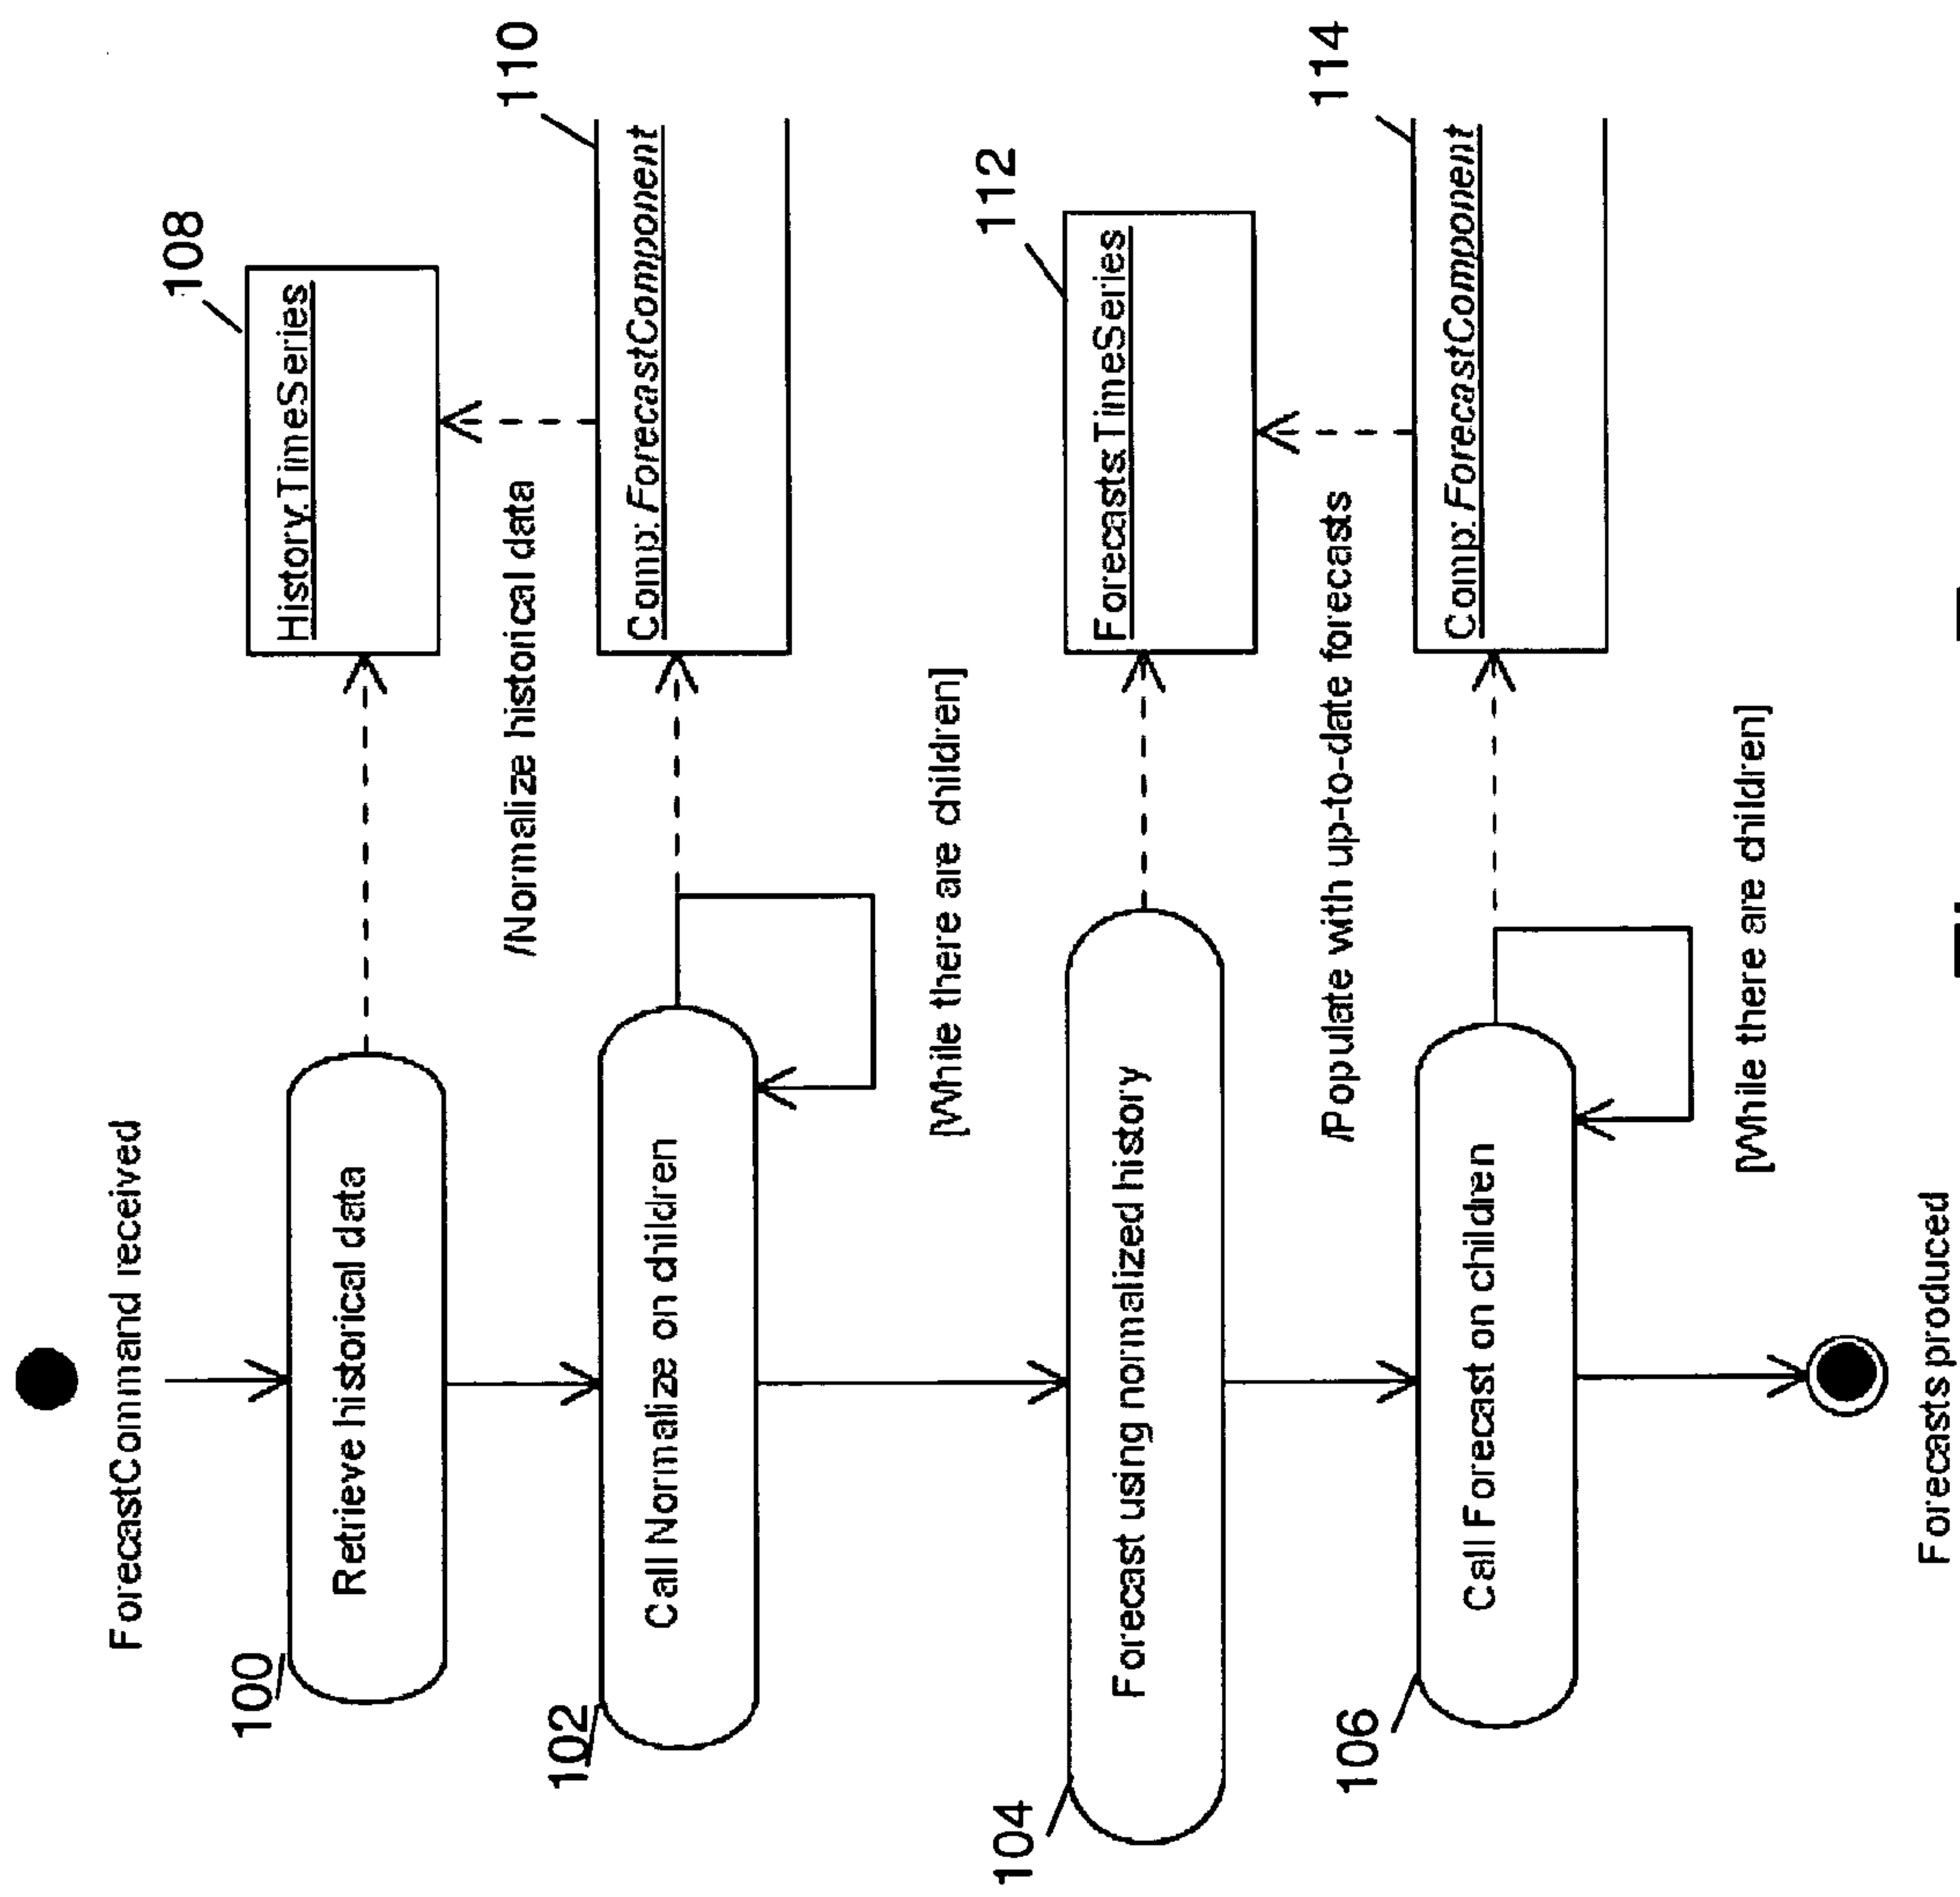 ForecastCommand received
100
Retrieve historical data
108
History:TimeSeries
/Normalize historical data
102
Call Normalize on children
110
Comp:ForecastComponent
[While there are children]
104
Forecast using normalized history
112
Forecasts:TimeSeries
/Populate with up-to-date forecasts
106
Call Forecast on children
114
Comp:ForecastComponent
[While there are children]
Forecasts produced